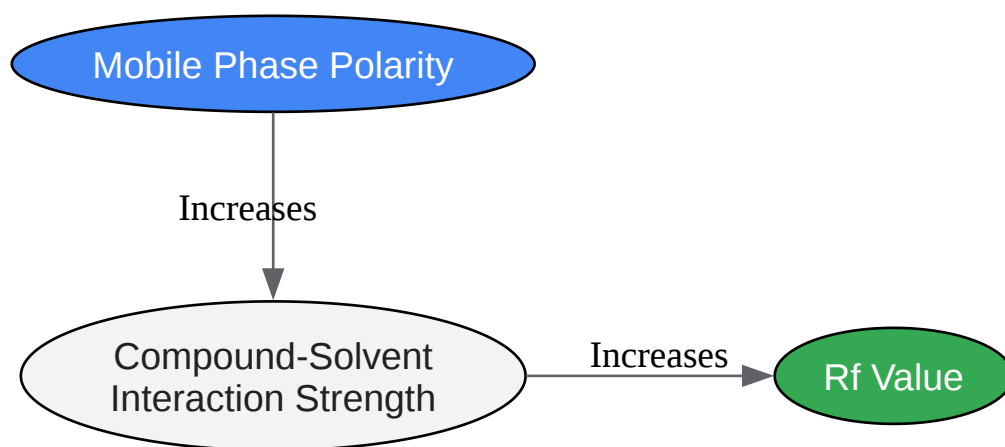 Mobile Phase Polarity
Increases
Compound-Solvent
Interaction Strength
Increases
Rf Value